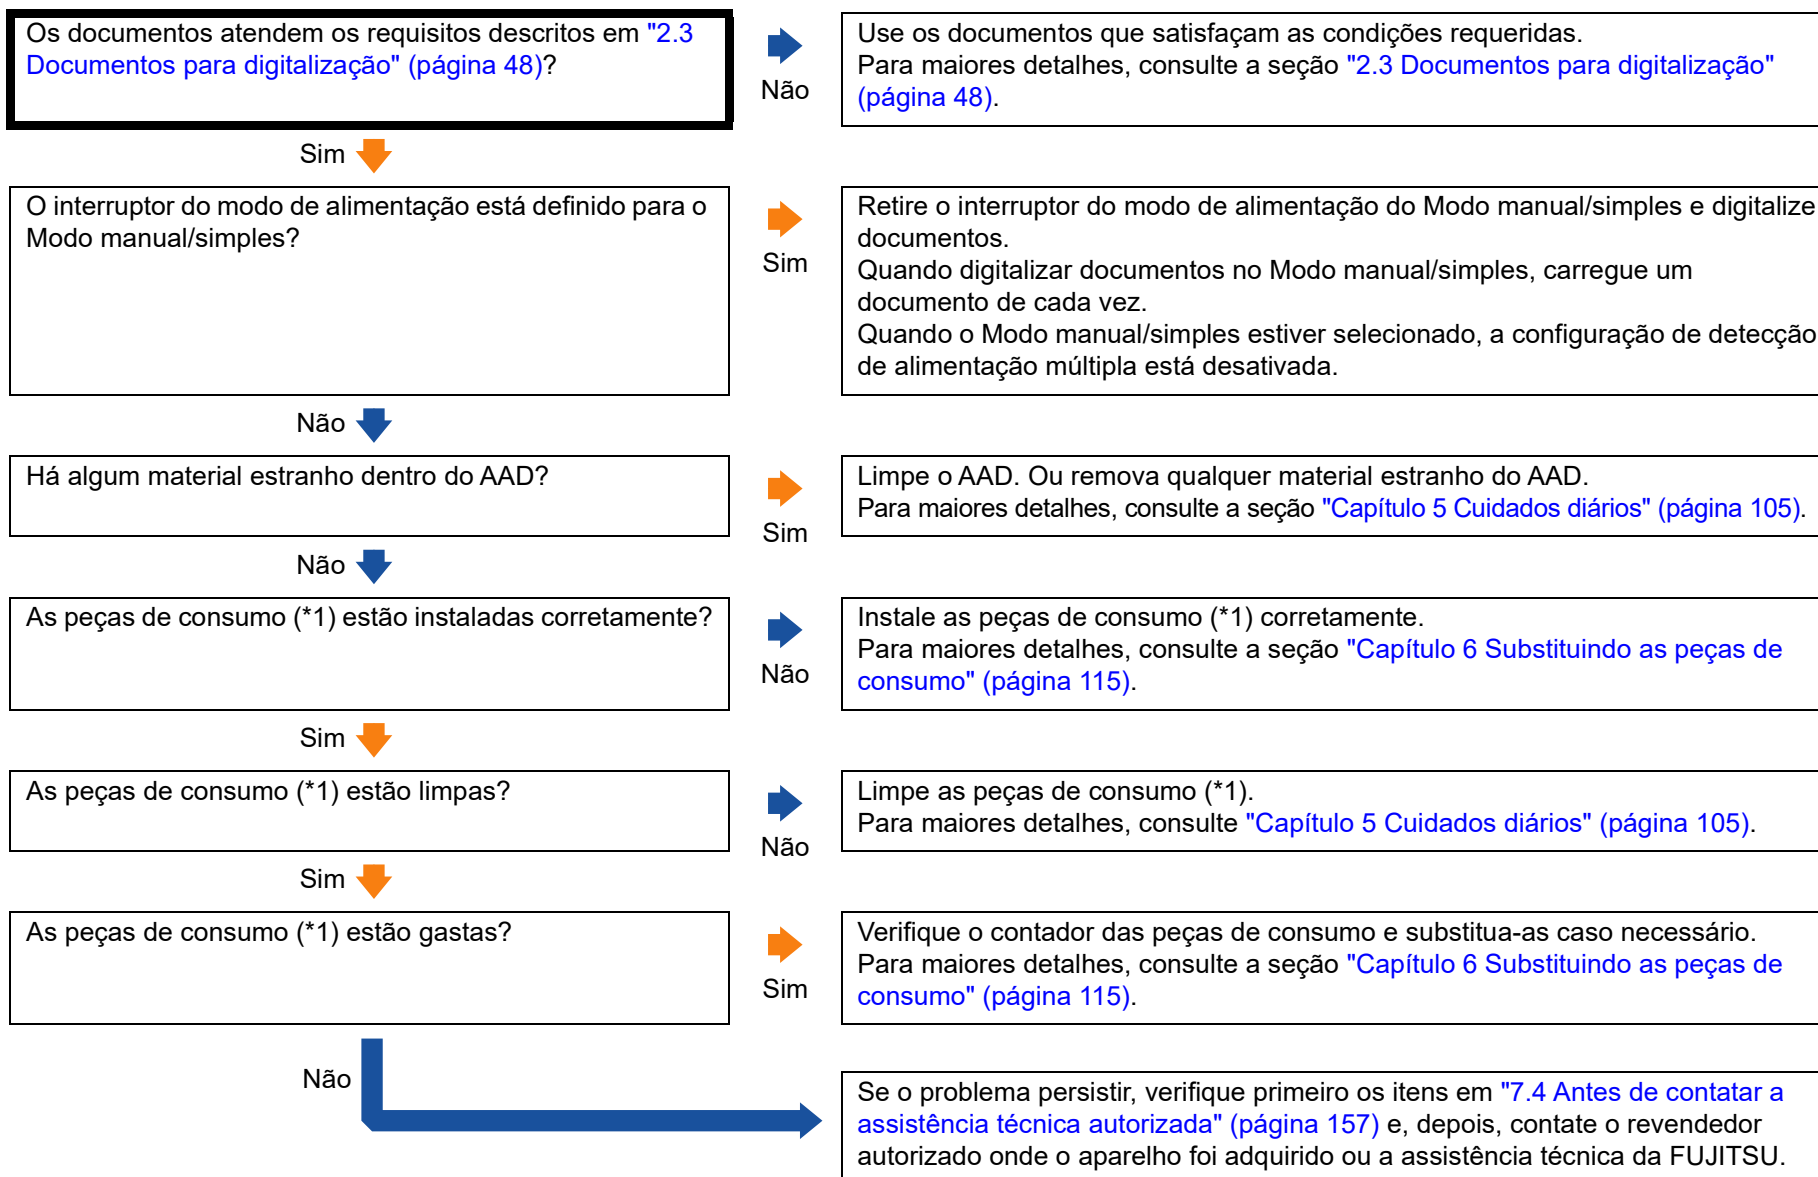 Os documentos atendem os requisitos descritos em "2.3
Documentos para digitalização" (página 48)?
Não
Use os documentos que satisfaçam as condições requeridas.
Para maiores detalhes, consulte a seção "2.3 Documentos para digitalização"
(página 48).
Sim
O interruptor do modo de alimentação está definido para o
Modo manual/simples?
Sim
Retire o interruptor do modo de alimentação do Modo manual/simples e digitalize
documentos.
Quando digitalizar documentos no Modo manual/simples, carregue um
documento de cada vez.
Quando o Modo manual/simples estiver selecionado, a configuração de detecção
de alimentação múltipla está desativada.
Não
Há algum material estranho dentro do AAD?
Sim
Limpe o AAD. Ou remova qualquer material estranho do AAD.
Para maiores detalhes, consulte a seção "Capítulo 5 Cuidados diários" (página 105).
Não
As peças de consumo (*1) estão instaladas corretamente?
Não
Instale as peças de consumo (*1) corretamente.
Para maiores detalhes, consulte a seção "Capítulo 6 Substituindo as peças de
consumo" (página 115).
Sim
As peças de consumo (*1) estão limpas?
Não
Limpe as peças de consumo (*1).
Para maiores detalhes, consulte "Capítulo 5 Cuidados diários" (página 105).
Sim
As peças de consumo (*1) estão gastas?
Sim
Verifique o contador das peças de consumo e substitua-as caso necessário.
Para maiores detalhes, consulte a seção "Capítulo 6 Substituindo as peças de
consumo" (página 115).
Não
Se o problema persistir, verifique primeiro os itens em "7.4 Antes de contatar a
assistência técnica autorizada" (página 157) e, depois, contate o revendedor
autorizado onde o aparelho foi adquirido ou a assistência técnica da FUJITSU.